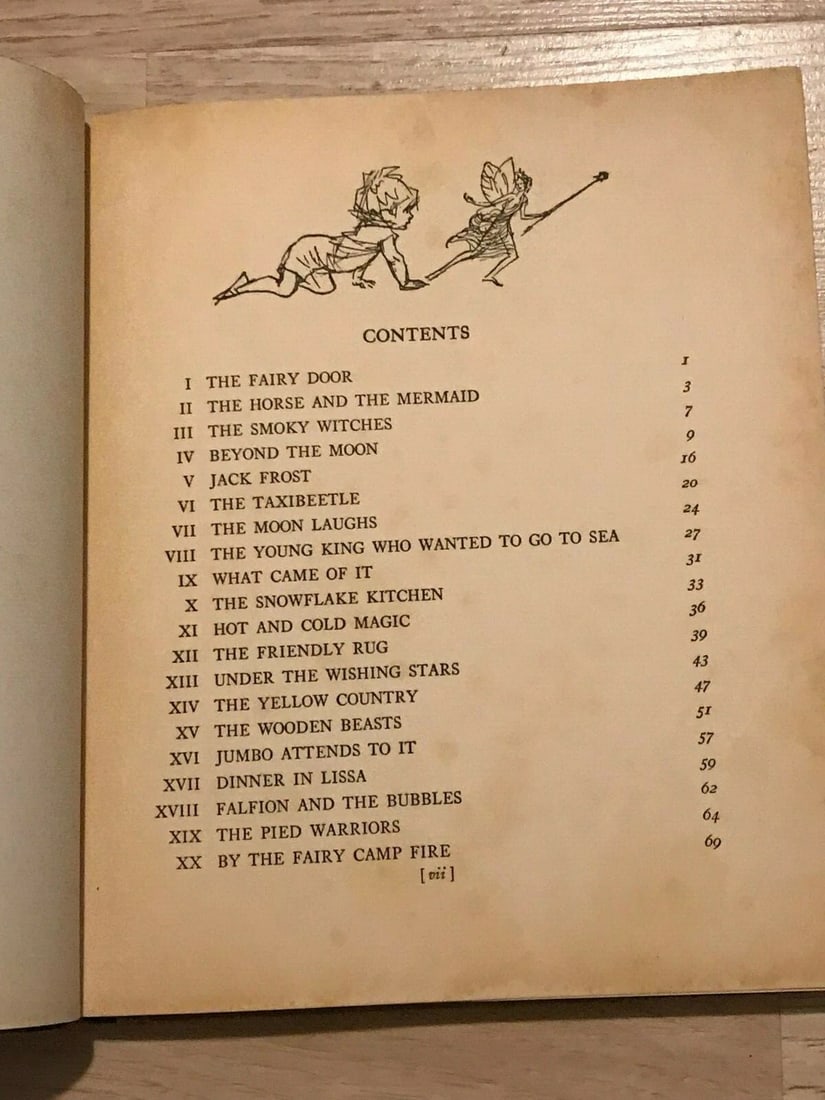 CONTENTS
I THE FAIRY DOOR 1
II THE HORSE AND THE MERMAID 3
III THE SMOKY WITCHES 7
IV BEYOND THE MOON 9
V JACK FROST 16
VI THE TAXIBEETLE 20
VII THE MOON LAUGHS 24
VIII THE YOUNG KING WHO WANTED TO GO TO SEA 27
IX WHAT CAME OF IT 31
X THE SNOWFLAKE KITCHEN 33
XI HOT AND COLD MAGIC 36
XII THE FRIENDLY RUG 39
XIII UNDER THE WISHING STARS 43
XIV THE YELLOW COUNTRY 47
XV THE WOODEN BEASTS 51
XVI JUMBO ATTENDS TO IT 57
XVII DINNER IN LISSA 59
XVIII FALFION AND THE BUBBLES 62
XIX THE PIED WARRIORS 64
XX BY THE FAIRY CAMP FIRE 69
[vii]